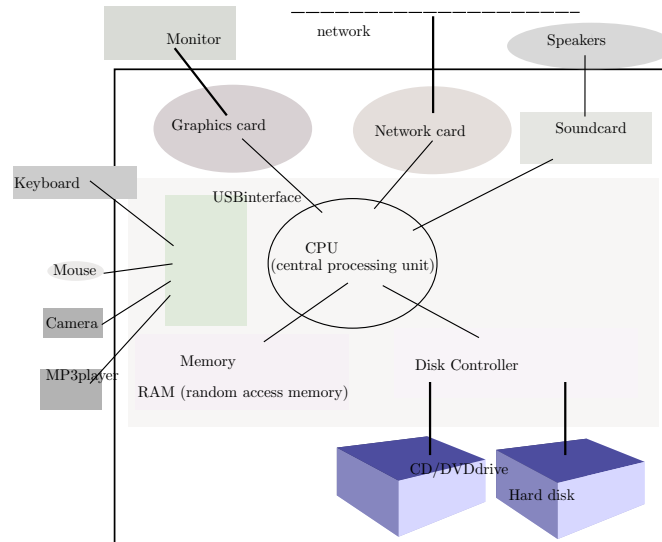 Monitor
network
Speakers
Graphics card
Network card
Soundcard
Keyboard
USBinterface
CPU
(central processing unit)
Mouse
Camera
MP3player
Memory
RAM (random access memory)
Disk Controller
CD/DVDdrive
Hard disk